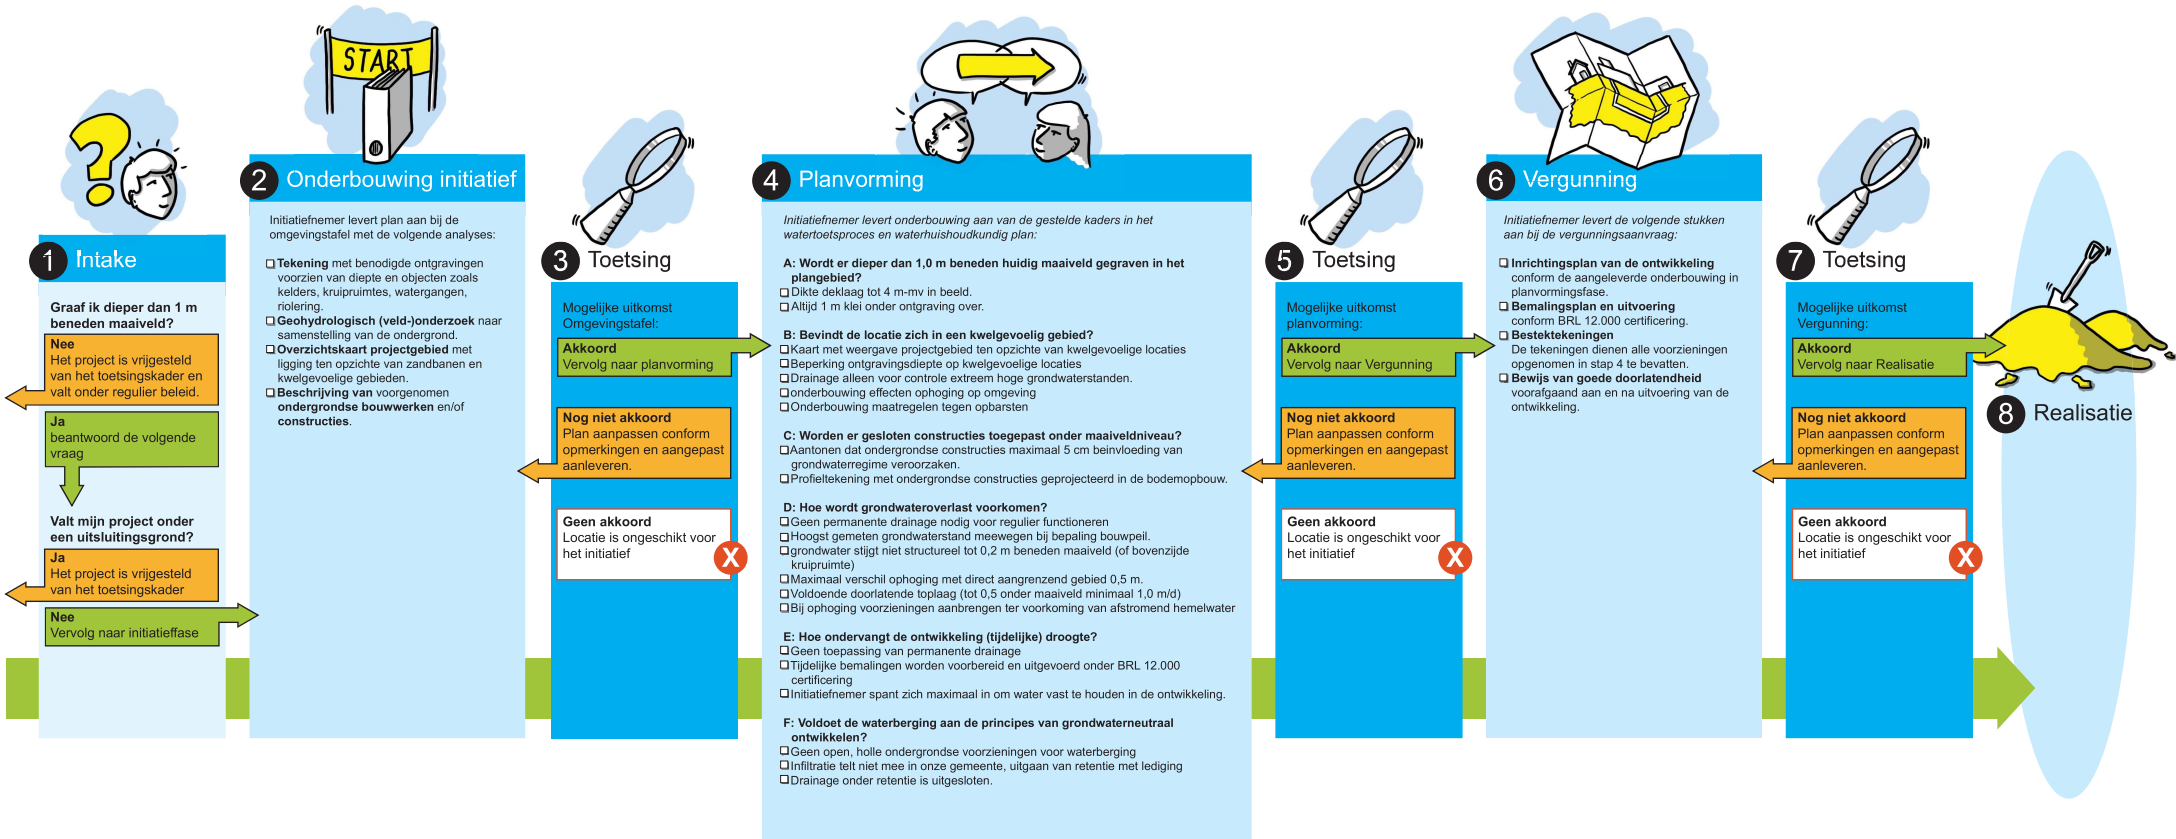 1 Intake
Graaf ik dieper dan 1 m
beneden maaiveld?
Nee
Het project is vrijgesteld
van het toetsingskader en
valt onder regulier beleid.
Ja
beantwoord de volgende
vraag
Valt mijn project onder
een uitsluitingsgrond?
Ja
Het project is vrijgesteld
van het toetsingskader
Nee
Vervolg naar initiatieffase
START
2 Onderbouwing initiatief
Initiatiefnemer levert plan aan bij de
omgevingstafel met de volgende analyses:
Tekening met benodigde ontgravingen
voorzien van diepte en objecten zoals
kelders, kruipruimtes, watergangen,
riolering.
Geohydrologisch (veld-)onderzoek naar
samenstelling van de ondergrond.
Overzichtskaart projectgebied met
ligging ten opzichte van zandbanen en
kwelgevoelige gebieden.
Beschrijving van voorgenomen
ondergrondse bouwwerken en/of
constructies.
3 Toetsing
Mogelijke uitkomst
Omgevingstafel:
Akkoord
Vervolg naar planvorming
Nog niet akkoord
Plan aanpassen conform
opmerkingen en aangepast
aanleveren.
Geen akkoord
Locatie is ongeschikt voor
het initiatief
X
4 Planvorming
Initiatiefnemer levert onderbouwing aan van de gestelde kaders in het
watertoetsproces en waterhuishoudkundig plan:
A: Wordt er dieper dan 1,0 m beneden huidig maaiveld gegraven in het
plangebied?
Dikte deklaag tot 4 m-mv in beeld.
Altijd 1 m klei onder ontgraving over.
B: Bevindt de locatie zich in een kwelgevoelig gebied?
Kaart met weergave projectgebied ten opzichte van kwelgevoelige locaties
Beperking ontgravingsdiepte op kwelgevoelige locaties
Drainage alleen voor controle extreem hoge grondwaterstanden.
onderbouwing effecten ophoging op omgeving
Onderbouwing maatregelen tegen opbarsten
C: Worden er gesloten constructies toegepast onder maaiveldniveau?
Aantonen dat ondergrondse constructies maximaal 5 cm beinvloeding van
grondwaterregime veroorzaken.
Profieltekening met ondergrondse constructies geprojecteerd in de bodemopbouw.
D: Hoe wordt grondwateroverlast voorkomen?
Geen permanente drainage nodig voor regulier functioneren
Hoogst gemeten grondwaterstand meewegen bij bepaling bouwpeil.
grondwater stijgt niet structureel tot 0,2 m beneden maaiveld (of bovenzijde
kruipruimte)
Maximaal verschil ophoging met direct aangrenzend gebied 0,5 m.
Voldoende doorlatende toplaag (tot 0,5 onder maaiveld minimaal 1,0 m/d)
Bij ophoging voorzieningen aanbrengen ter voorkoming van afstromend hemelwater
E: Hoe ondervangt de ontwikkeling (tijdelijke) droogte?
Geen toepassing van permanente drainage
Tijdelijke bemalingen worden voorbereid en uitgevoerd onder BRL 12.000
certificering
Initiatiefnemer spant zich maximaal in om water vast te houden in de ontwikkeling.
F: Voldoet de waterberging aan de principes van grondwaterneutraal
ontwikkelen?
Geen open, holle ondergrondse voorzieningen voor waterberging
Infiltratie telt niet mee in onze gemeente, uitgaan van retentie met lediging
Drainage onder retentie is uitgesloten.
5 Toetsing
Mogelijke uitkomst
planvorming:
Akkoord
Vervolg naar Vergunning
Nog niet akkoord
Plan aanpassen conform
opmerkingen en aangepast
aanleveren.
Geen akkoord
Locatie is ongeschikt voor
het initiatief
X
6 Vergunning
Initiatiefnemer levert de volgende stukken
aan bij de vergunningsaanvraag:
Inrichtingsplan van de ontwikkeling
conform de aangeleverde onderbouwing in
planvormingsfase.
Bemalingsplan en uitvoering
conform BRL 12.000 certificering.
Bestektekeningen
De tekeningen dienen alle voorzieningen
opgenomen in stap 4 te bevatten.
Bewijs van goede doorlatendheid
voorafgaand aan en na uitvoering van de
ontwikkeling.
7 Toetsing
Mogelijke uitkomst
Vergunning:
Akkoord
Vervolg naar Realisatie
Nog niet akkoord
Plan aanpassen conform
opmerkingen en aangepast
aanleveren.
Geen akkoord
Locatie is ongeschikt voor
het initiatief
X
8 Realisatie